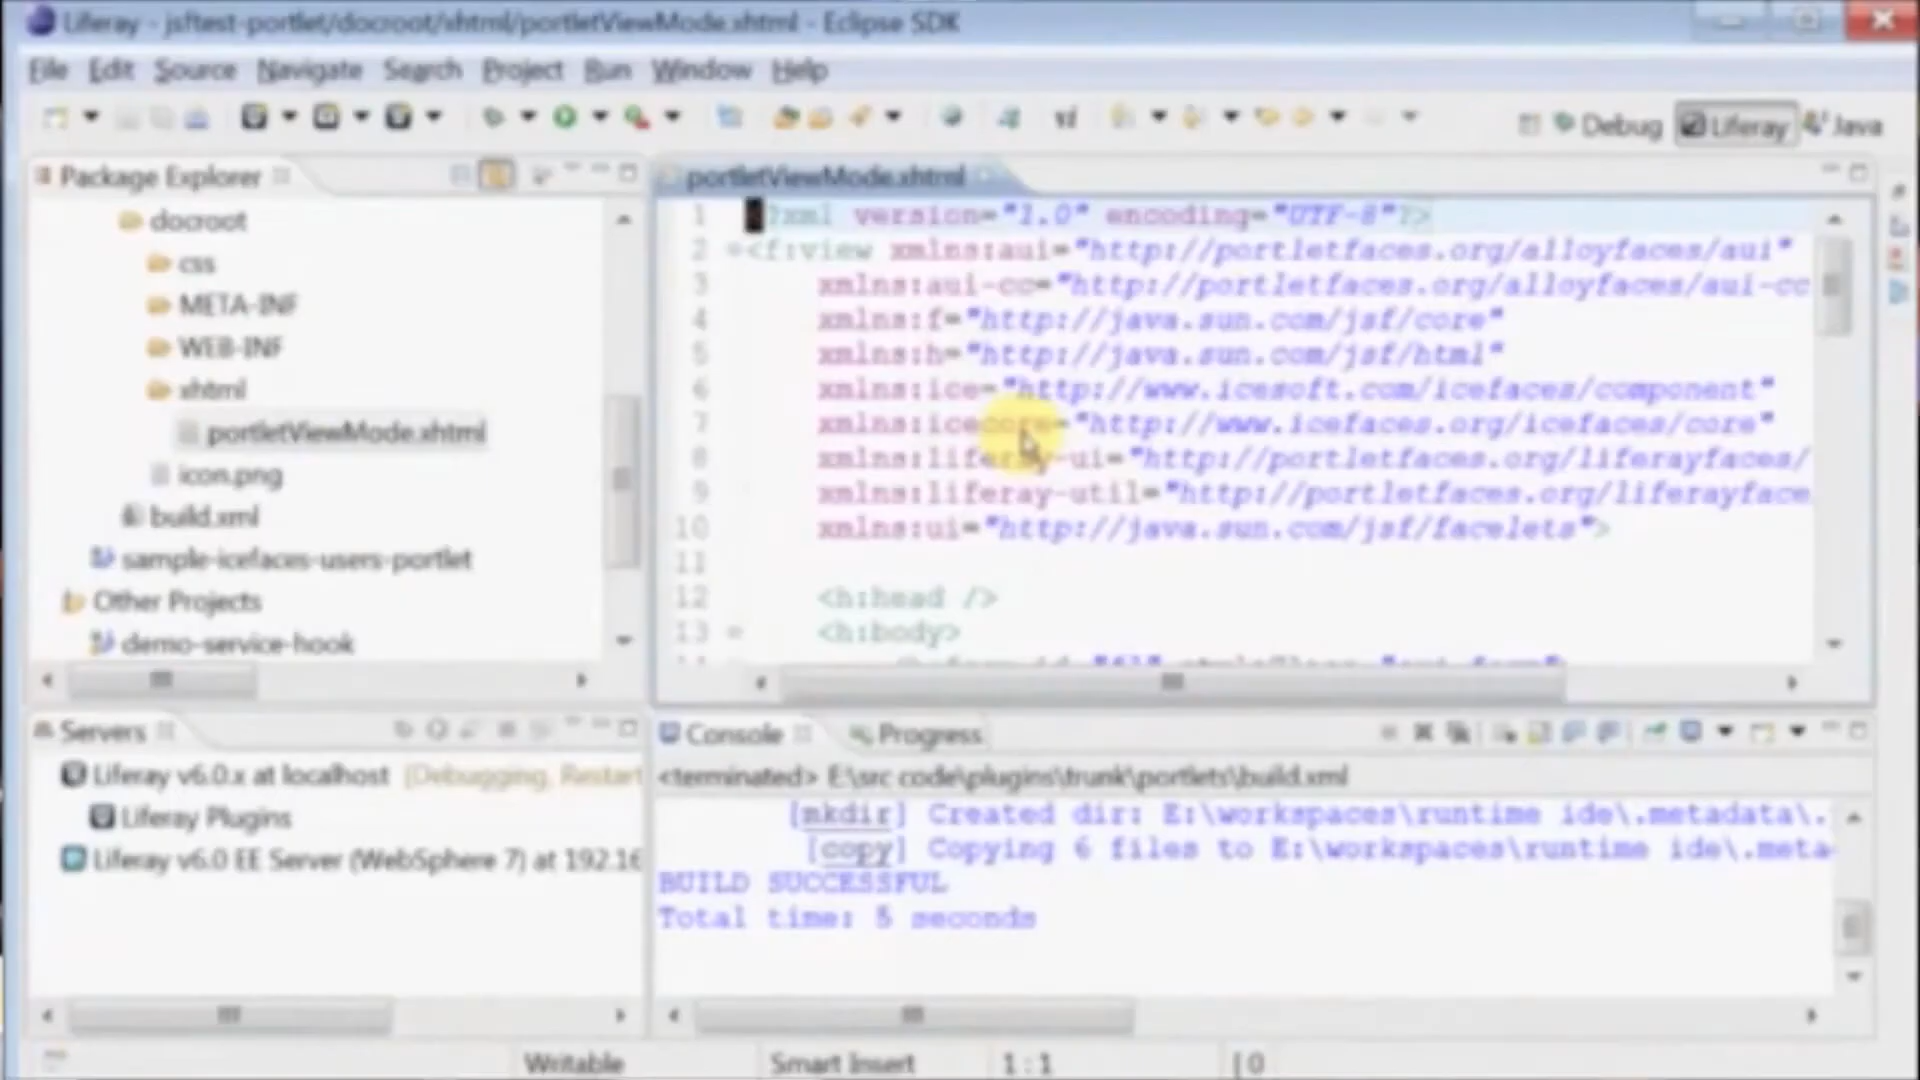 Liferay - jsftest-portlet/docroot/xhtml/portletViewMode.xhtml - Eclipse SDK
File Edit Source Navigate Search Project Run Window Help
Debug Liferay Java
Package Explorer
docroot
css
META-INF
WEB-INF
xhtml
portletViewMode.xhtml
icon.png
build.xml
sample-icefaces-users-portlet
Other Projects
demo-service-hook
portletViewMode.xhtml
1 <?xml version="1.0" encoding="UTF-8"?>
2 <f:view xmlns:aui="http://portletfaces.org/alloyfaces/aui"
3 xmlns:aui-cc="http://portletfaces.org/alloyfaces/aui-cc
4 xmlns:f="http://java.sun.com/jsf/core"
5 xmlns:h="http://java.sun.com/jsf/html"
6 xmlns:ice="http://www.icesoft.com/icefaces/component"
7 xmlns:icecore="http://www.icefaces.org/icefaces/core"
8 xmlns:liferay-ui="http://portletfaces.org/liferayfaces/
9 xmlns:liferay-util="http://portletfaces.org/liferayface
10 xmlns:ui="http://java.sun.com/jsf/facelets">
11
12 <h:head />
13 <h:body>
Servers
Liferay v6.0.x at localhost [Debugging, Restart
Liferay Plugins
Liferay v6.0 EE Server (WebSphere 7) at 192.16
Console Progress
<terminated> E:\src code\plugins\trunk\portlets\build.xml
[mkdir] Created dir: E:\workspaces\runtime ide\.metadata\.
[copy] Copying 6 files to E:\workspaces\runtime ide\.meta
BUILD SUCCESSFUL
Total time: 5 seconds
Writable Smart Insert 1 : 1 [ 0